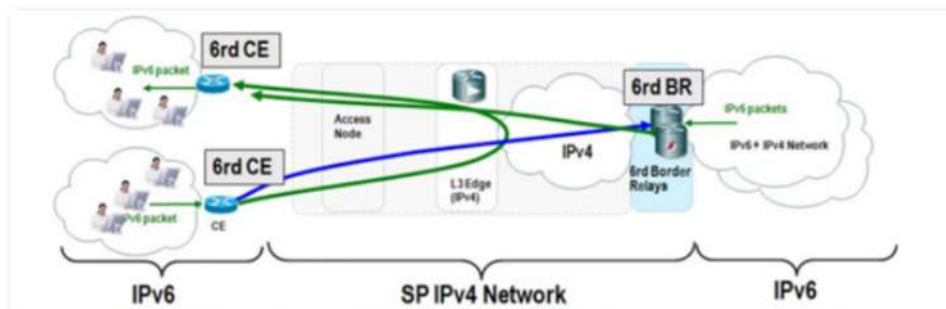 6rd CE
IPv6 packet
6rd BR
IPv6 packets
Access
Node
IPv4
IPv6 + IPv4 Network
6rd CE
L3 Edge
(IPv4)
6rd Border
Relays
IPv6 packet
CE
IPv6
SP IPv4 Network
IPv6